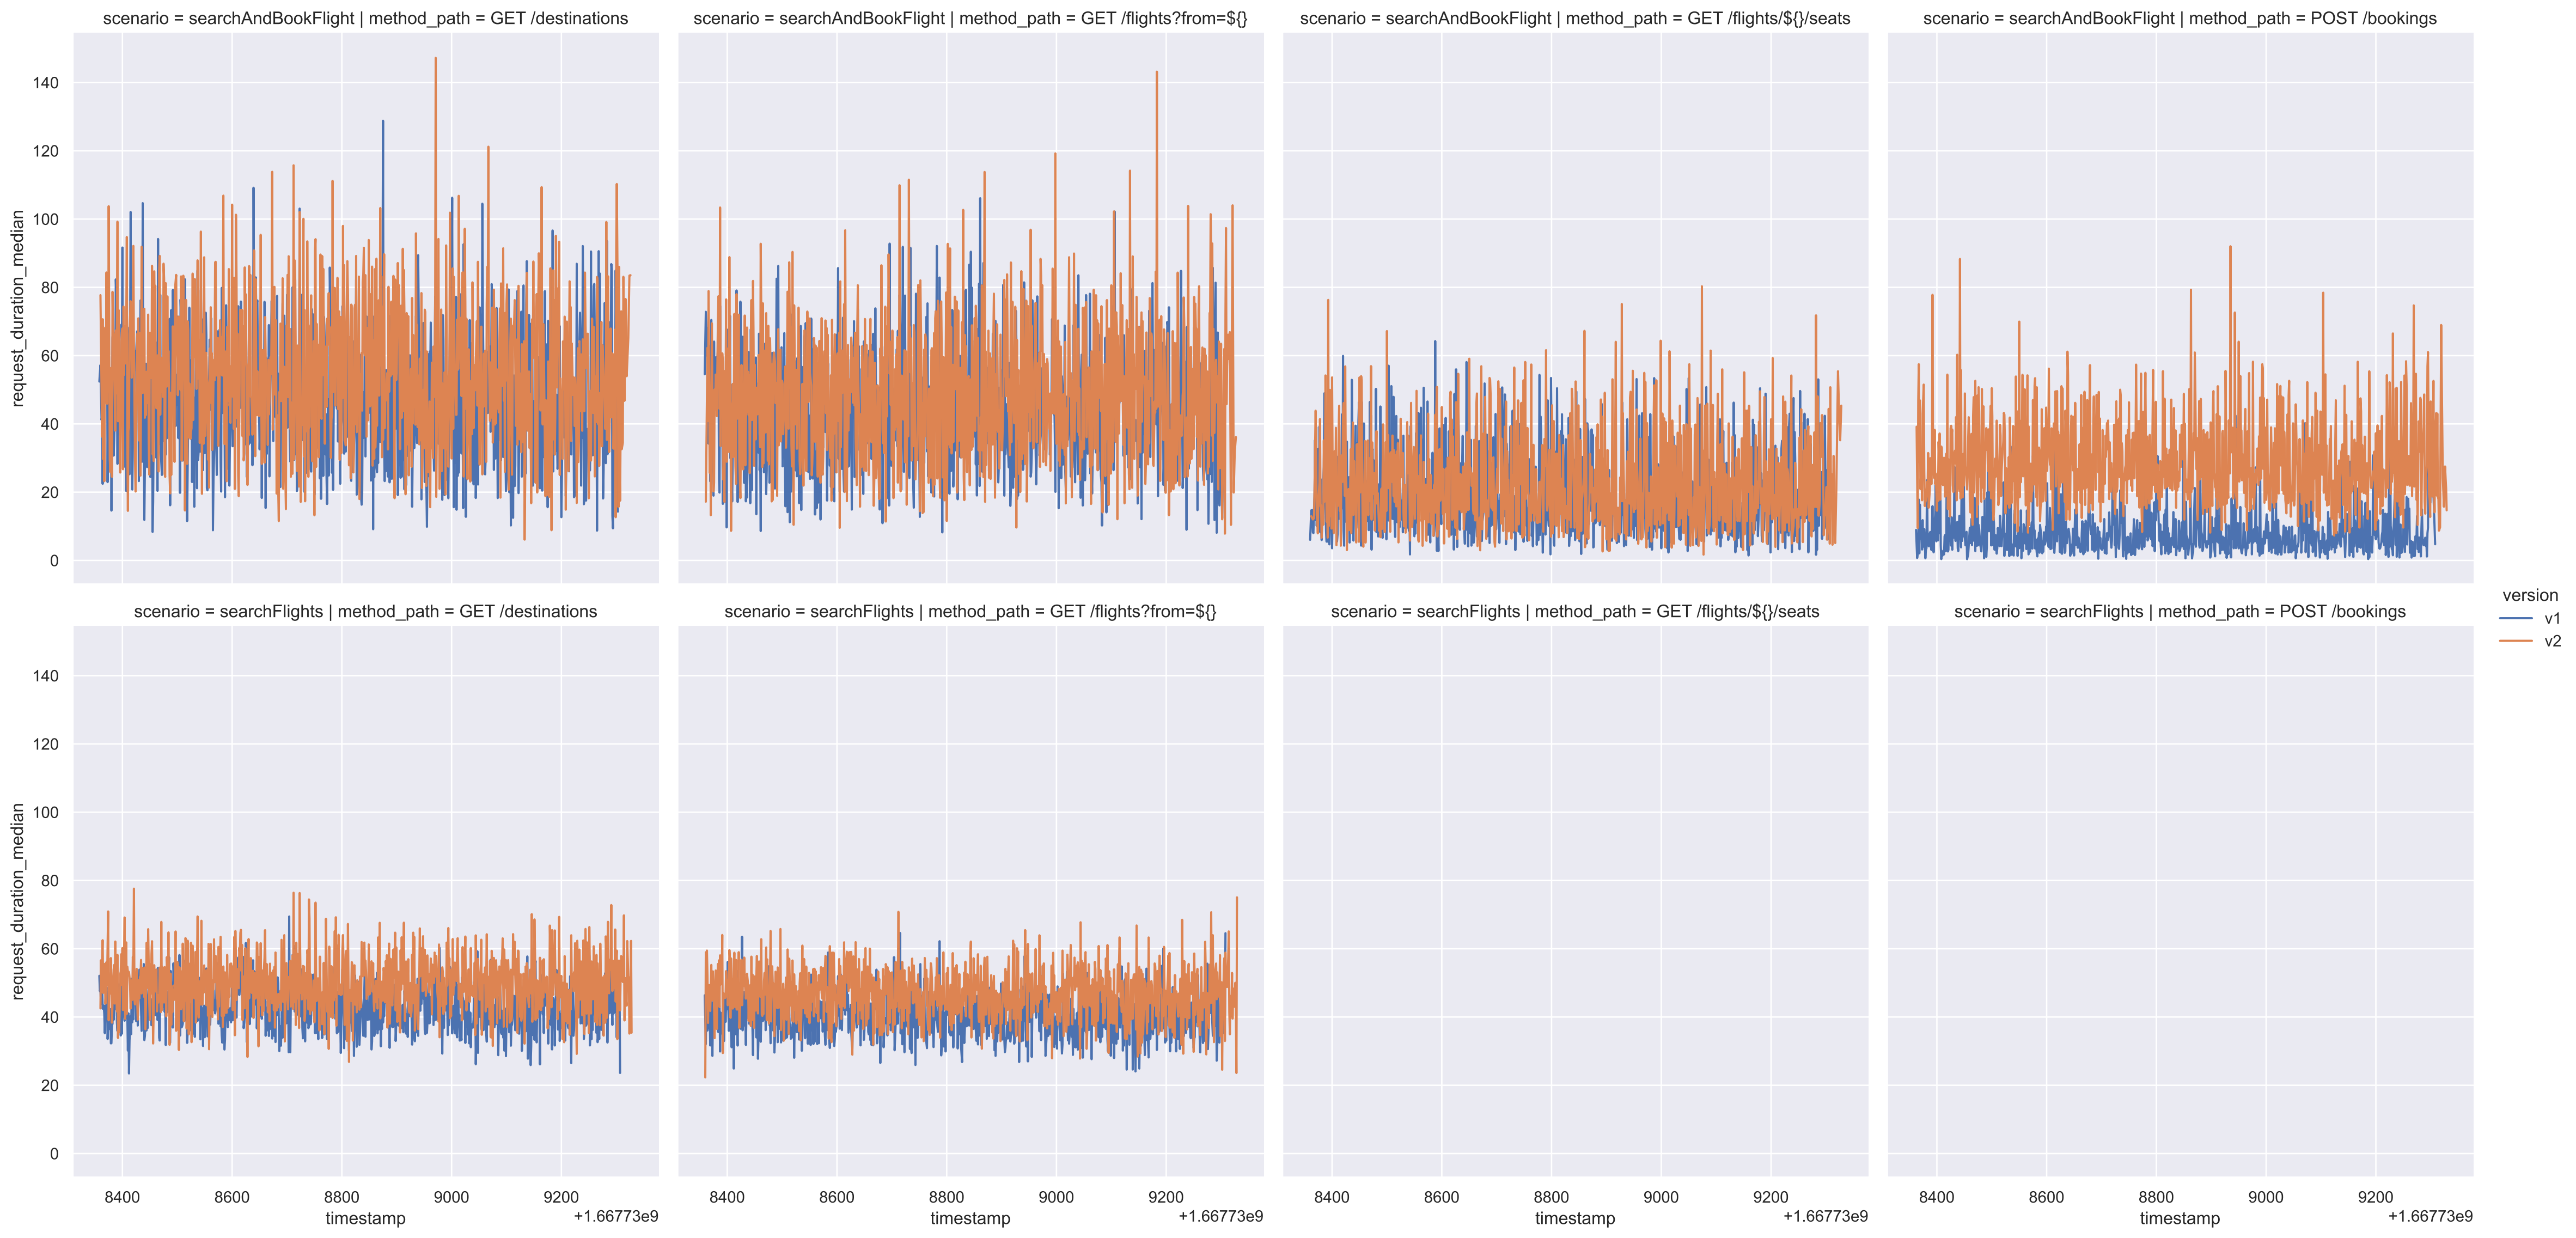 scenario = searchAndBookFlight | method_path = GET /destinations
scenario = searchAndBookFlight | method_path = GET /flights?from=${}
scenario = searchAndBookFlight | method_path = GET /flights/${}/seats
scenario = searchAndBookFlight | method_path = POST /bookings
140
120
100
80
60
40
20
0
request_duration_median
scenario = searchFlights | method_path = GET /destinations
scenario = searchFlights | method_path = GET /flights?from=${}
scenario = searchFlights | method_path = GET /flights/${}/seats
scenario = searchFlights | method_path = POST /bookings
version
v1
v2
140
120
100
80
60
40
20
0
request_duration_median
8400 8600 8800 9000 9200
+1.66773e9
timestamp
8400 8600 8800 9000 9200
+1.66773e9
timestamp
8400 8600 8800 9000 9200
+1.66773e9
timestamp
8400 8600 8800 9000 9200
+1.66773e9
timestamp